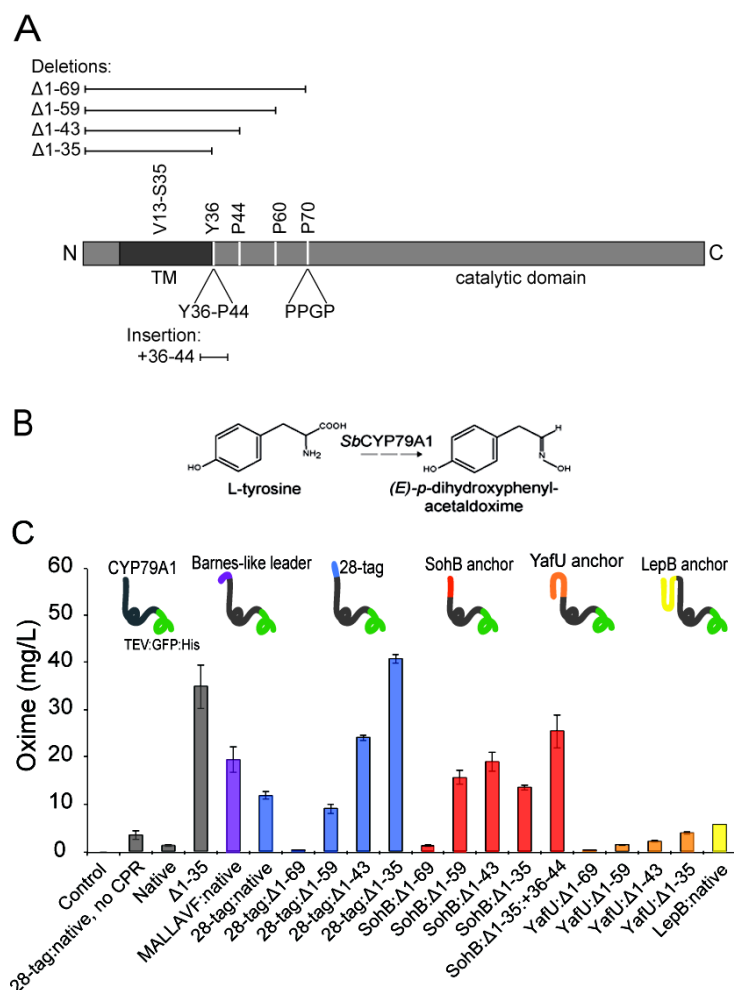 A
Deletions:
Δ1-69
Δ1-59
Δ1-43
Δ1-35
V13-S35
Y36
P44
P60
P70
N
C
TM
catalytic domain
Y36-P44
PPGP
Insertion:
+36-44
B
HO
COOH
NH₂
L-tyrosine
SbCYP79A1
HO
H
N
OH
(E)-p-dihydroxyphenyl-
acetaldoxime
C
Oxime (mg/L)
60
50
40
30
20
10
0
CYP79A1
TEV:GFP:His
Barnes-like leader
28-tag
SohB anchor
YafU anchor
LepB anchor
Control
28-tag:native, no CPR
Native
Δ1-35
MALLAVF:native
28-tag:native
28-tag:Δ1-69
28-tag:Δ1-59
28-tag:Δ1-43
28-tag:Δ1-35
SohB:Δ1-69
SohB:Δ1-59
SohB:Δ1-43
SohB:Δ1-35
SohB:Δ1-35:+36-44
YafU:Δ1-69
YafU:Δ1-59
YafU:Δ1-43
YafU:Δ1-35
LepB:native